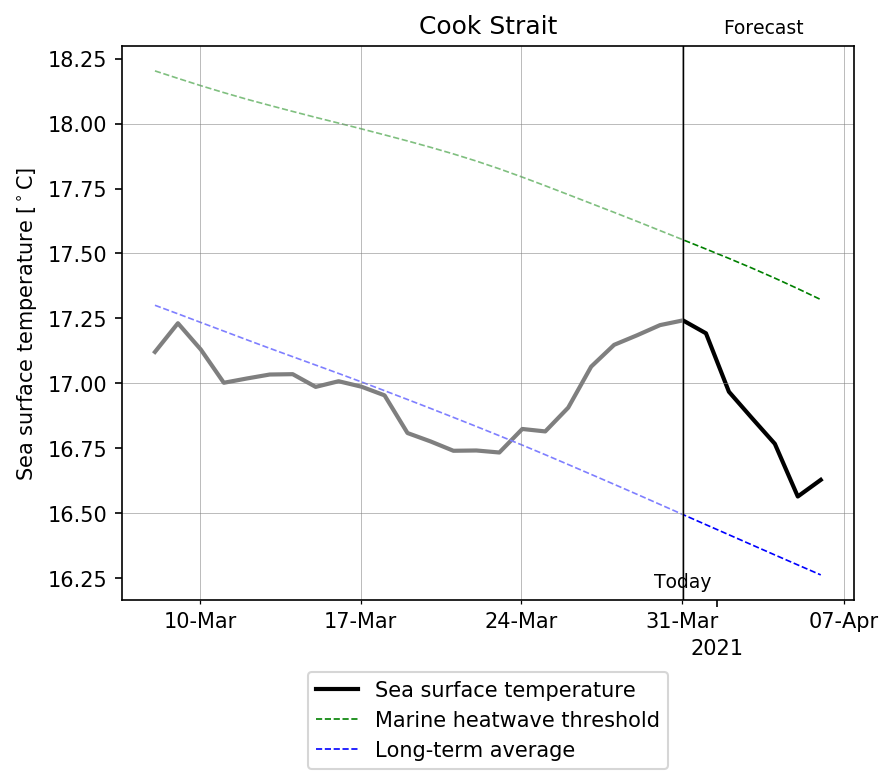 Cook Strait
Forecast
Sea surface temperature [°C]
18.25
18.00
17.75
17.50
17.25
17.00
16.75
16.50
16.25
Today
10-Mar 17-Mar 24-Mar 31-Mar 07-Apr
2021
Sea surface temperature
Marine heatwave threshold
Long-term average